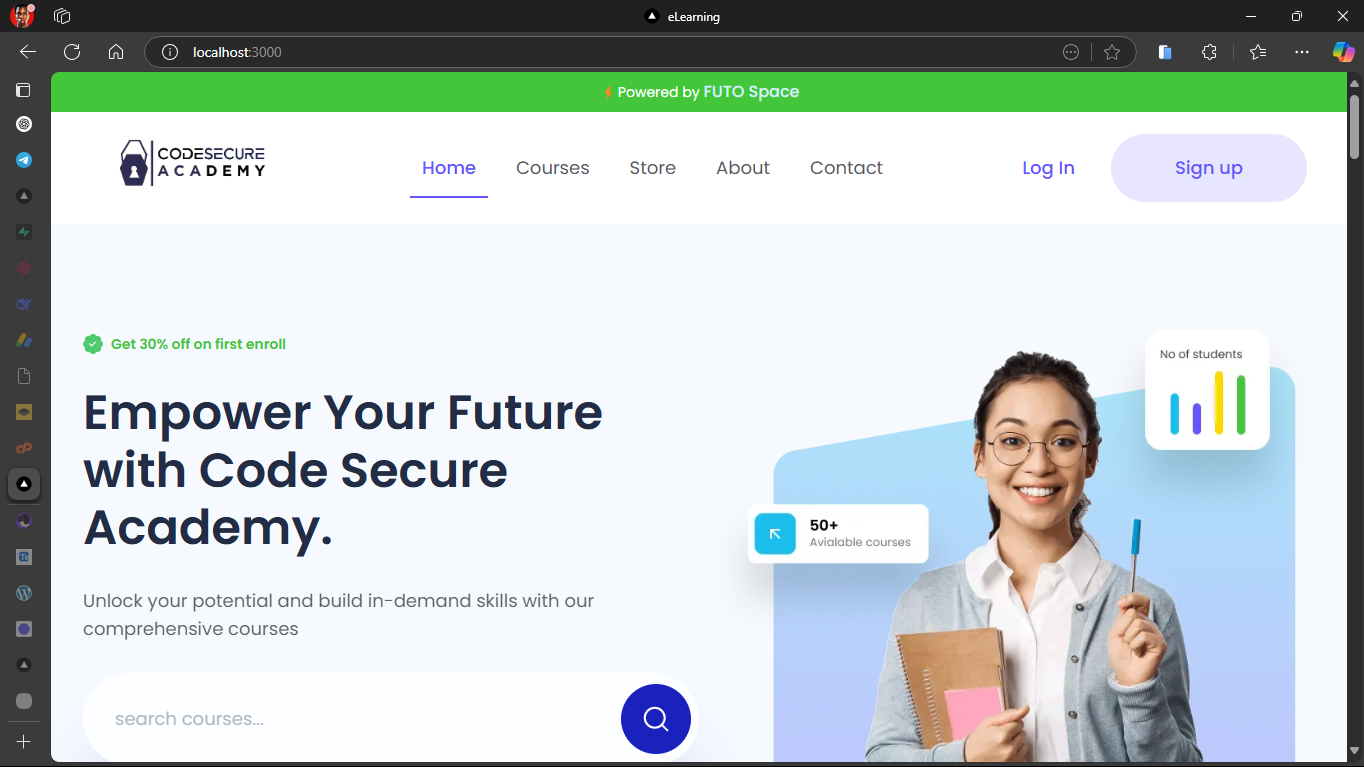 eLearning
localhost:3000
Powered by FUTO Space
CODESECURE
ACADEMY
Home
Courses
Store
About
Contact
Log In
Sign up
Get 30% off on first enroll
Empower Your Future
with Code Secure
Academy.
Unlock your potential and build in-demand skills with our
comprehensive courses
search courses...
No of students
50+
Avialable courses